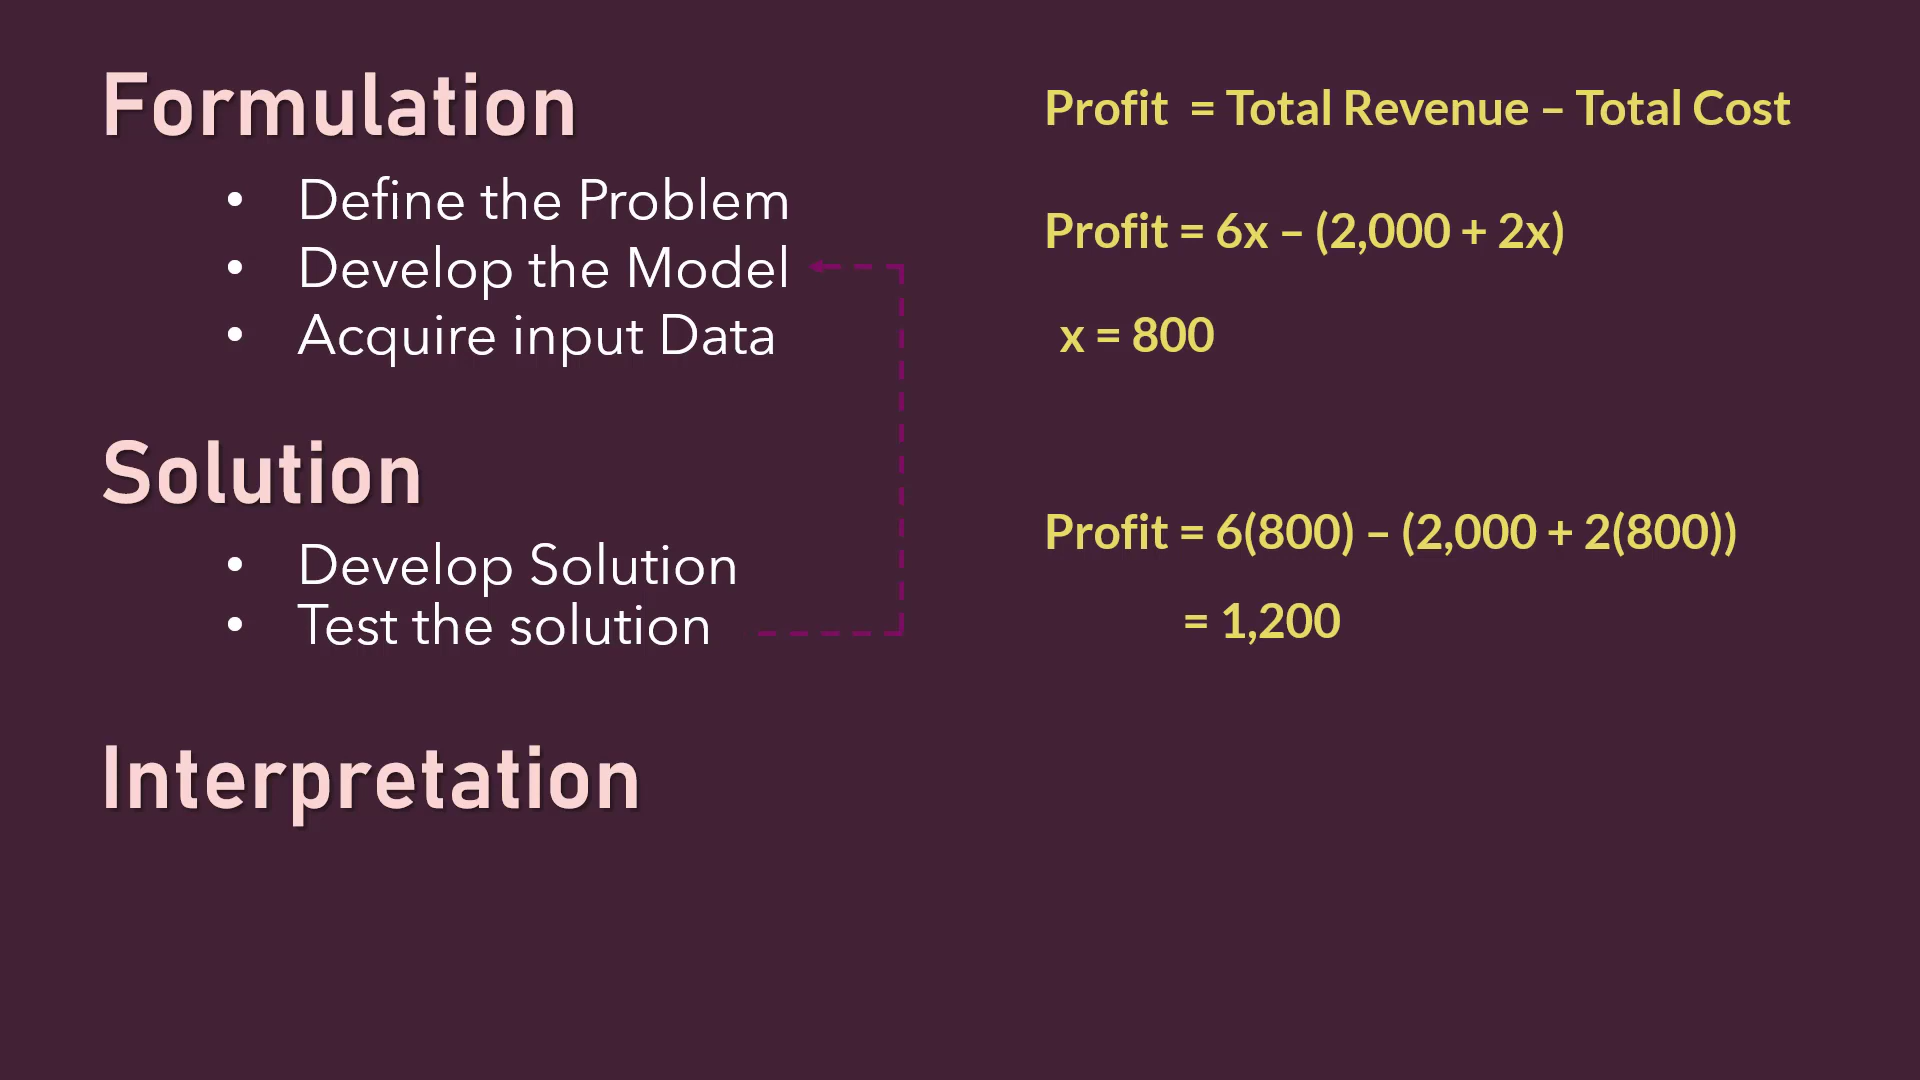 Formulation
• Define the Problem
• Develop the Model
• Acquire input Data
Solution
• Develop Solution
• Test the solution
Interpretation
Profit = Total Revenue – Total Cost
Profit = 6x – (2,000 + 2x)
x = 800
Profit = 6(800) – (2,000 + 2(800))
= 1,200